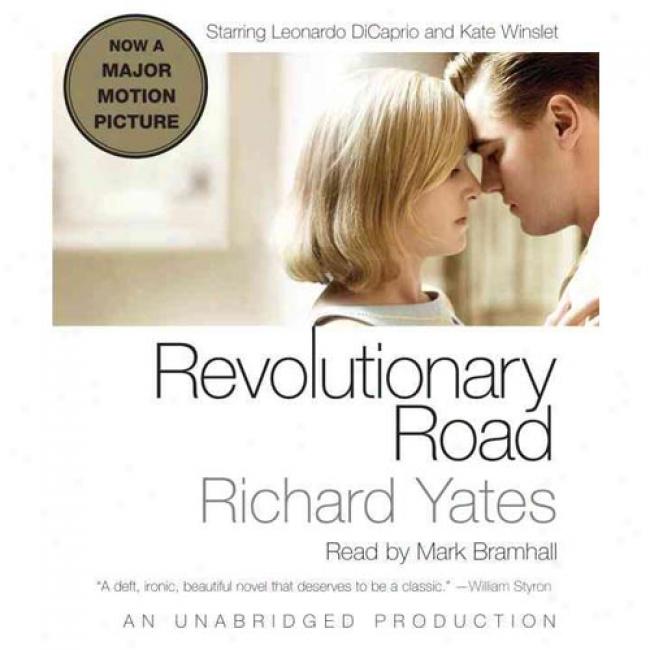 Starring Leonardo DiCaprio and Kate Winslet
NOW A
MAJOR
MOTION
PICTURE
Revolutionary
Road
Richard Yates
Read by Mark Bramhall
"A deft, ironic, beautiful novel that deserves to be a classic." —William Styron
AN UNABRIDGED PRODUCTION